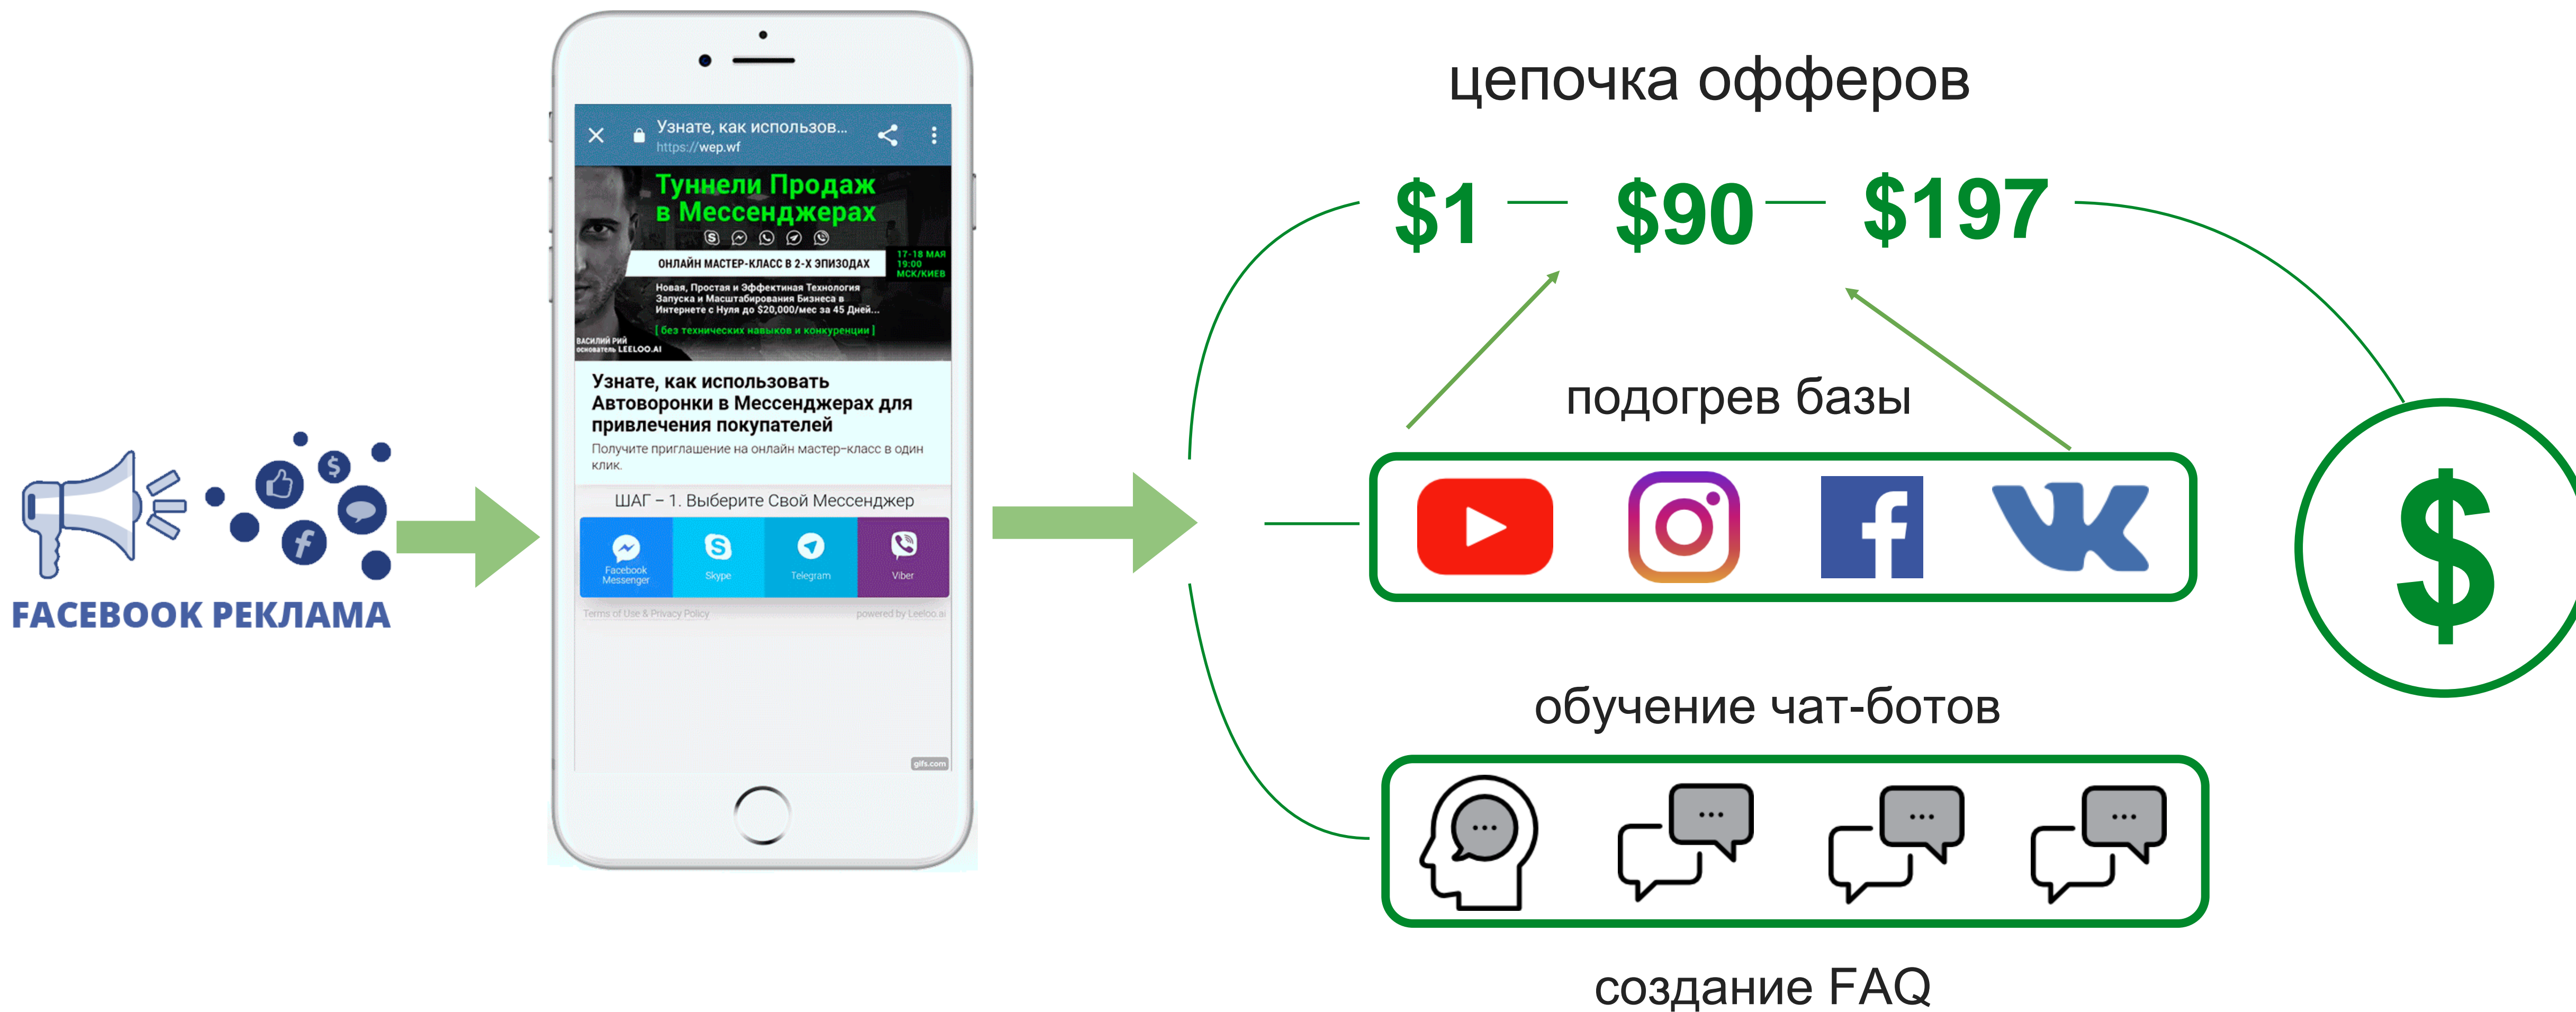 FACEBOOK РЕКЛАМА
Узнате, как использов...
https://wep.wf
Туннели Продаж
в Мессенджерах
ОНЛАЙН МАСТЕР-КЛАСС В 2-Х ЭПИЗОДАХ
17-18 МАЯ
19:00
МСК/КИЕВ
Новая, Простая и Эффектиная Технология
Запуска и Масштабирования Бизнеса в
Интернете с Нуля до $20,000/мес за 45 Дней...
[ без технических навыков и конкуренции ]
ВАСИЛИЙ РИЙ
основатель LEELOO.AI
Узнате, как использовать
Автоворонки в Мессенджерах для
привлечения покупателей
Получите приглашение на онлайн мастер-класс в один
клик.
ШАГ – 1. Выберите Свой Мессенджер
Facebook
Messenger
Skype
Telegram
Viber
Terms of Use & Privacy Policy
powered by Leeloo.ai
gifs.com
цепочка офферов
$1 — $90 — $197
подогрев базы
$
обучение чат-ботов
создание FAQ